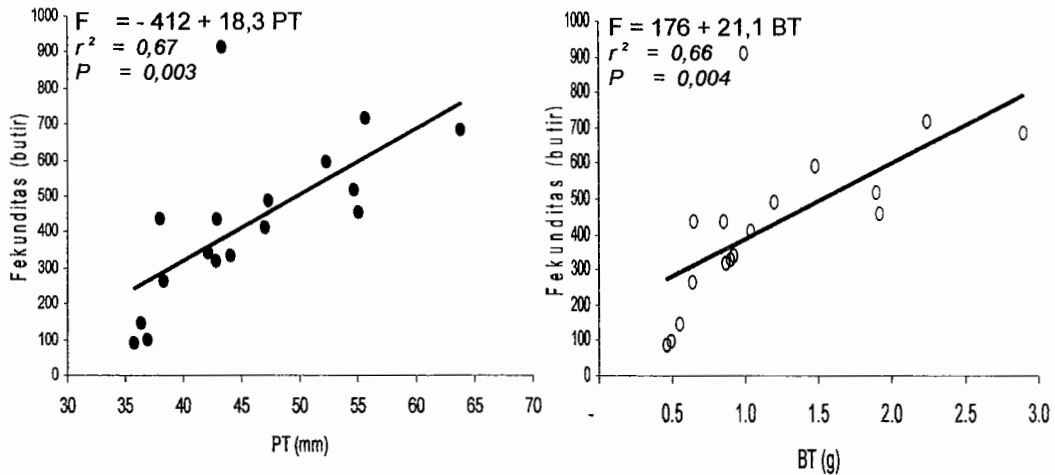 F = - 412 + 18,3 PT
r² = 0,67
P = 0,003
Fekunditas (butir)
1000
900
800
700
600
500
400
300
200
100
0
30 35 40 45 50 55 60 65 70
PT (mm)
F = 176 + 21,1 BT
r² = 0,66
P = 0,004
Fekunditas (butir)
1000
900
800
700
600
500
400
300
200
100
0
- 0.5 1.0 1.5 2.0 2.5 3.0
BT (g)